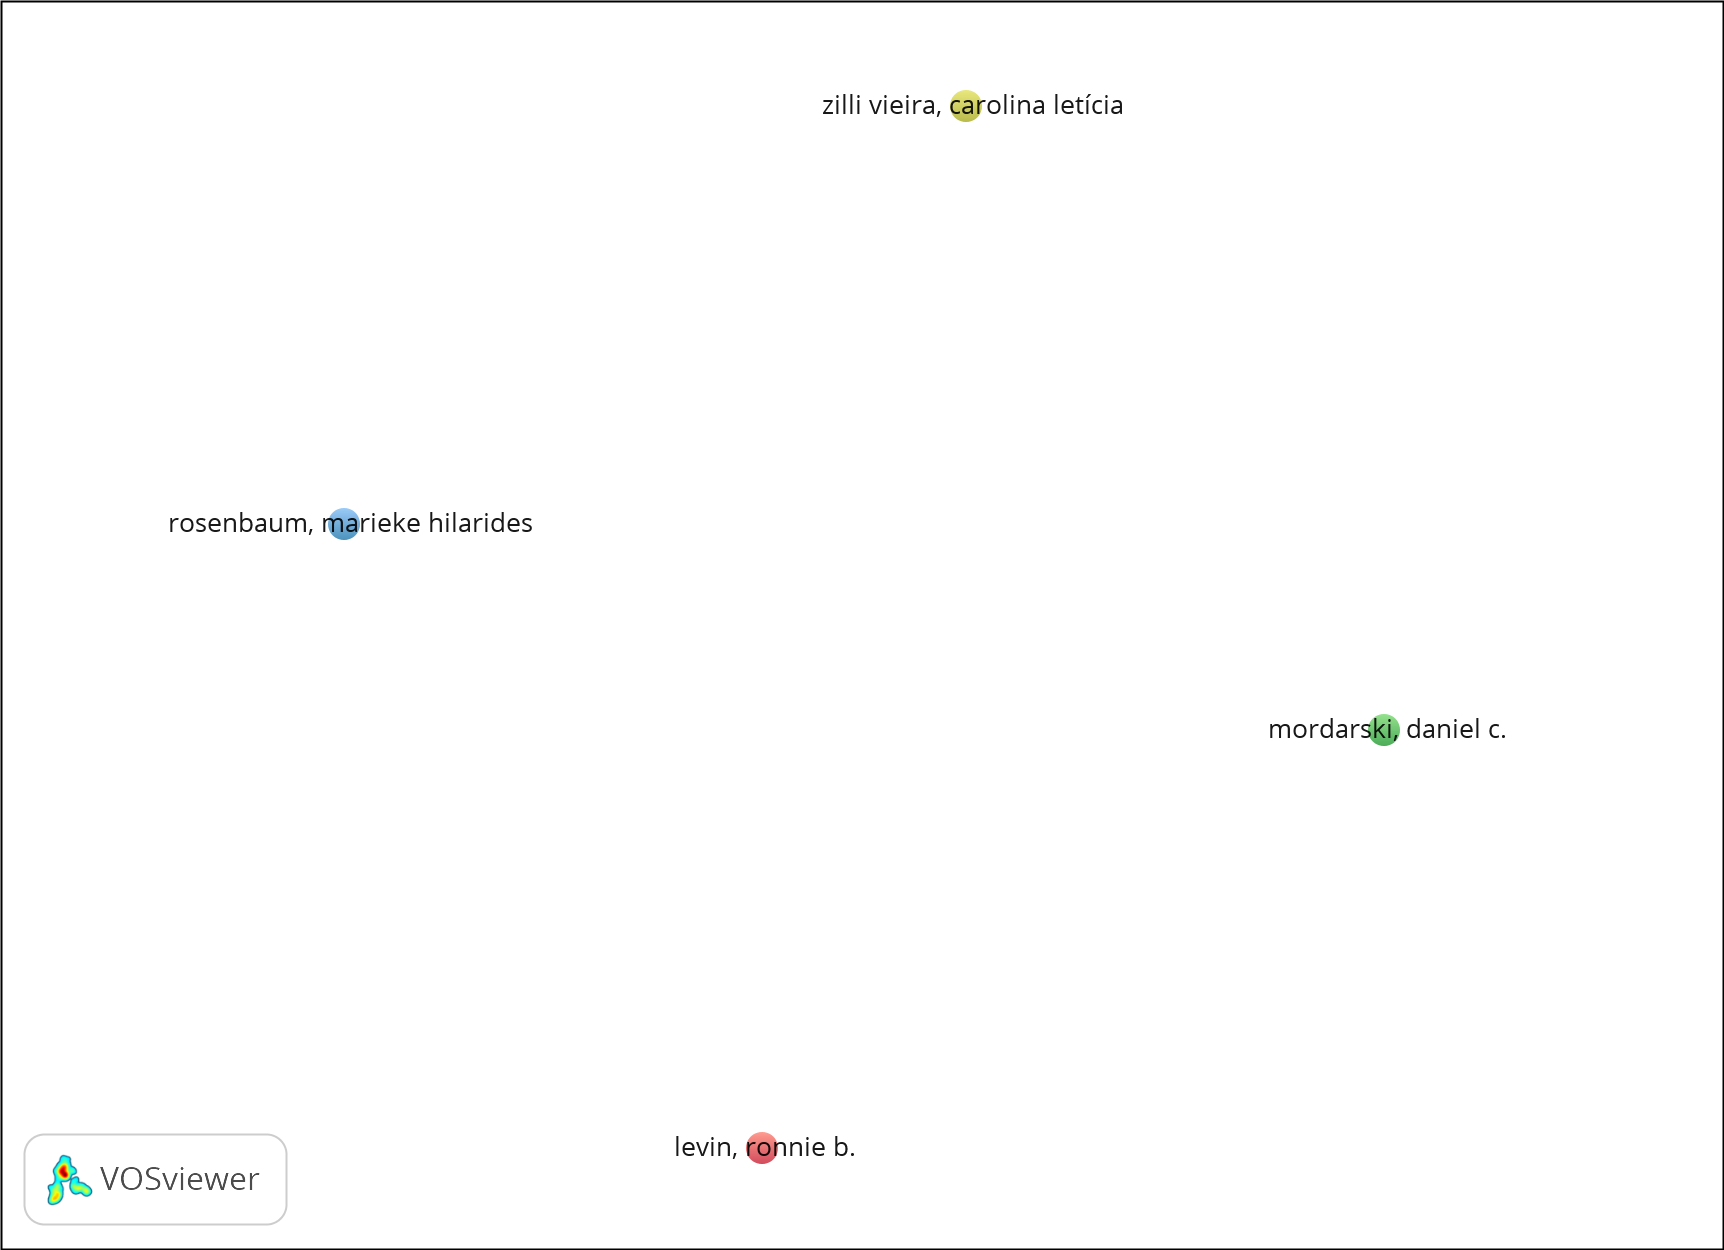 zilli vieira, carolina letícia
rosenbaum, marieke hilarides
mordarski, daniel c.
levin, ronnie b.
VOSviewer